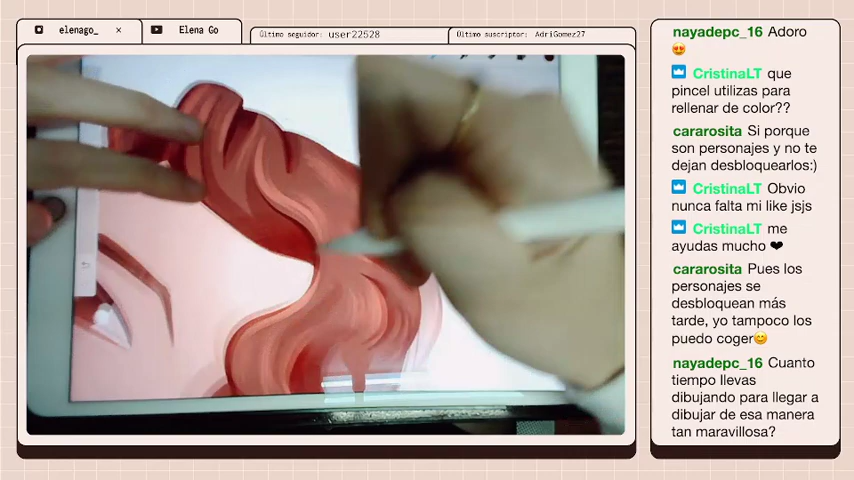 elenago_ ×
Elena Go
Último seguidor: user22528
Último suscriptor: AdriGomez27
nayadepc_16 Adoro
😍
CristinaLT que
pincel utilizas para
rellenar de color??
cararosita Si porque
son personajes y no te
dejan desbloquearlos:)
CristinaLT Obvio
nunca falta mi like jsjs
CristinaLT me
ayudas mucho ❤
cararosita Pues los
personajes se
desbloquean más
tarde, yo tampoco los
puedo coger😊
nayadepc_16 Cuanto
tiempo llevas
dibujando para llegar a
dibujar de esa manera
tan maravillosa?